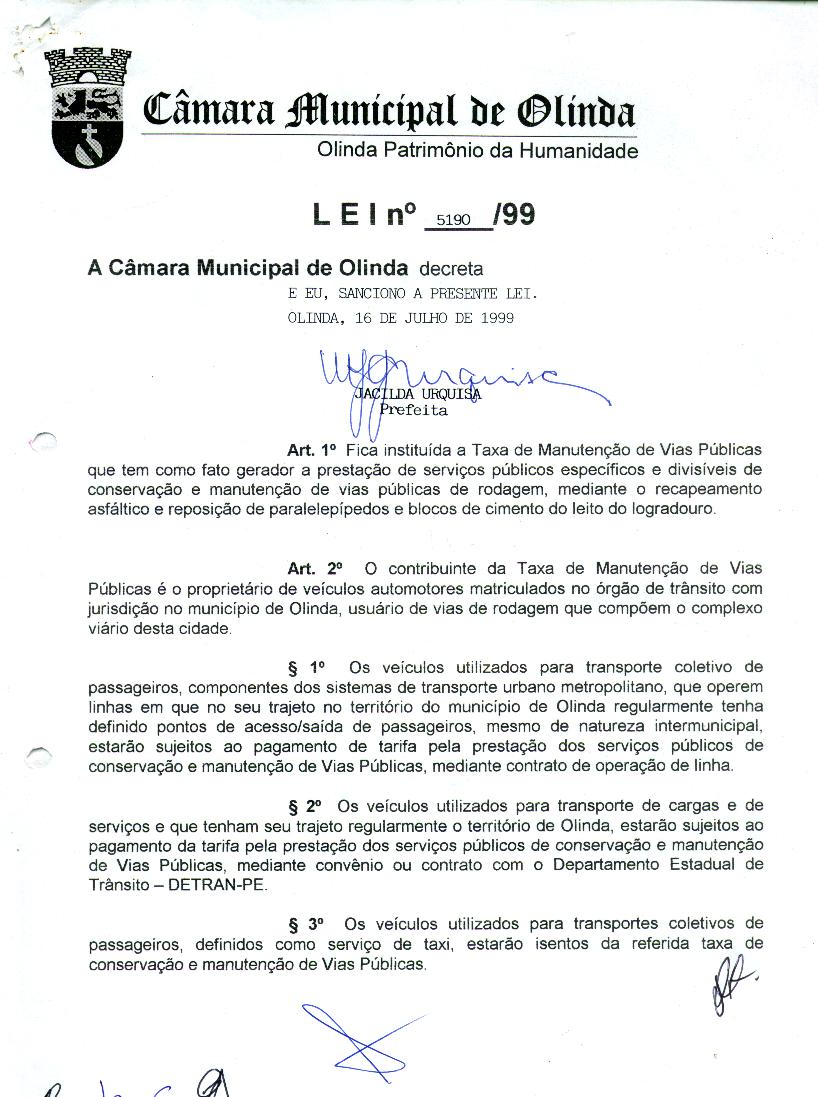 Câmara Municipal de Olinda
Olinda Patrimônio da Humanidade
L E I nº 5190 /99
A Câmara Municipal de Olinda decreta
E EU, SANCIONO A PRESENTE LEI.
OLINDA, 16 DE JULHO DE 1999
JACILDA URQUISA
Prefeita
Art. 1º Fica instituída a Taxa de Manutenção de Vias Públicas
que tem como fato gerador a prestação de serviços públicos específicos e divisíveis de
conservação e manutenção de vias públicas de rodagem, mediante o recapeamento
asfáltico e reposição de paralelepípedos e blocos de cimento do leito do logradouro.
Art. 2º O contribuinte da Taxa de Manutenção de Vias
Públicas é o proprietário de veículos automotores matriculados no órgão de trânsito com
jurisdição no município de Olinda, usuário de vias de rodagem que compõem o complexo
viário desta cidade.
§ 1º Os veículos utilizados para transporte coletivo de
passageiros, componentes dos sistemas de transporte urbano metropolitano, que operem
linhas em que no seu trajeto no território do município de Olinda regularmente tenha
definido pontos de acesso/saída de passageiros, mesmo de natureza intermunicipal,
estarão sujeitos ao pagamento de tarifa pela prestação dos serviços públicos de
conservação e manutenção de Vias Públicas, mediante contrato de operação de linha.
§ 2º Os veículos utilizados para transporte de cargas e de
serviços e que tenham seu trajeto regularmente o território de Olinda, estarão sujeitos ao
pagamento da tarifa pela prestação dos serviços públicos de conservação e manutenção
de Vias Públicas, mediante convênio ou contrato com o Departamento Estadual de
Trânsito – DETRAN-PE.
§ 3º Os veículos utilizados para transportes coletivos de
passageiros, definidos como serviço de taxi, estarão isentos da referida taxa de
conservação e manutenção de Vias Públicas.